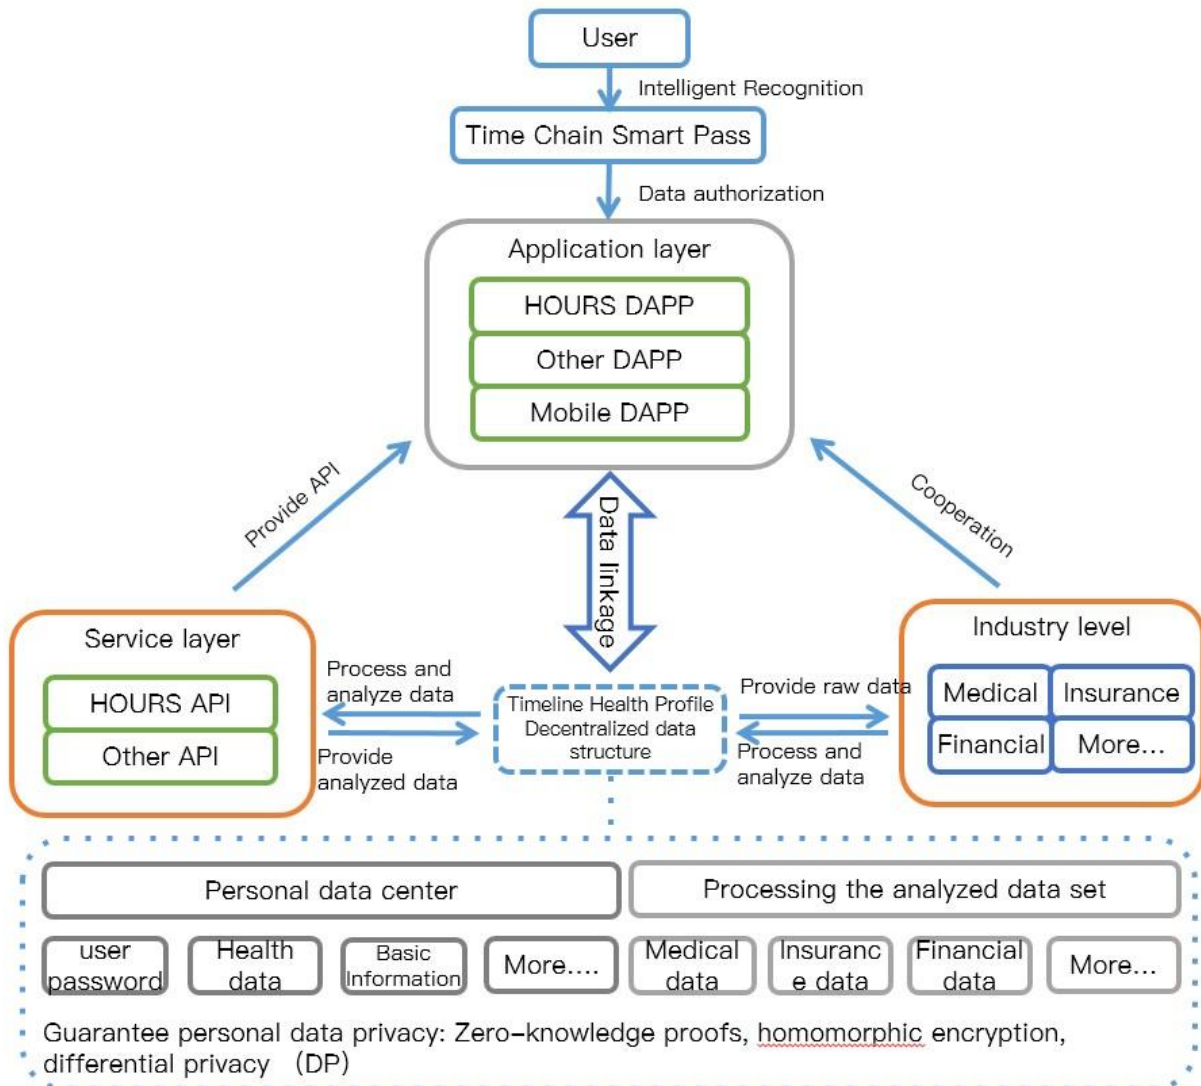 User
Intelligent Recognition
Time Chain Smart Pass
Data authorization
Application layer
HOURS DAPP
Other DAPP
Mobile DAPP
Provide API
Data linkage
Cooperation
Service layer
HOURS API
Other API
Process and
analyze data
Provide
analyzed data
Timeline Health Profile
Decentralized data
structure
Provide raw data
Process and
analyze data
Industry level
Medical
Insurance
Financial
More...
Personal data center
Processing the analyzed data set
user
password
Health
data
Basic
Information
More....
Medical
data
Insuranc
e data
Financial
data
More...
Guarantee personal data privacy: Zero-knowledge proofs, homomorphic encryption,
differential privacy （DP）